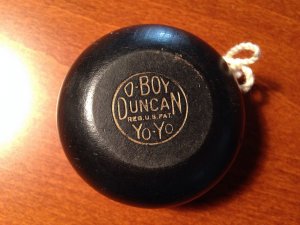 O-BOY
DUNCAN
REG. U.S. PAT.
YO-YO